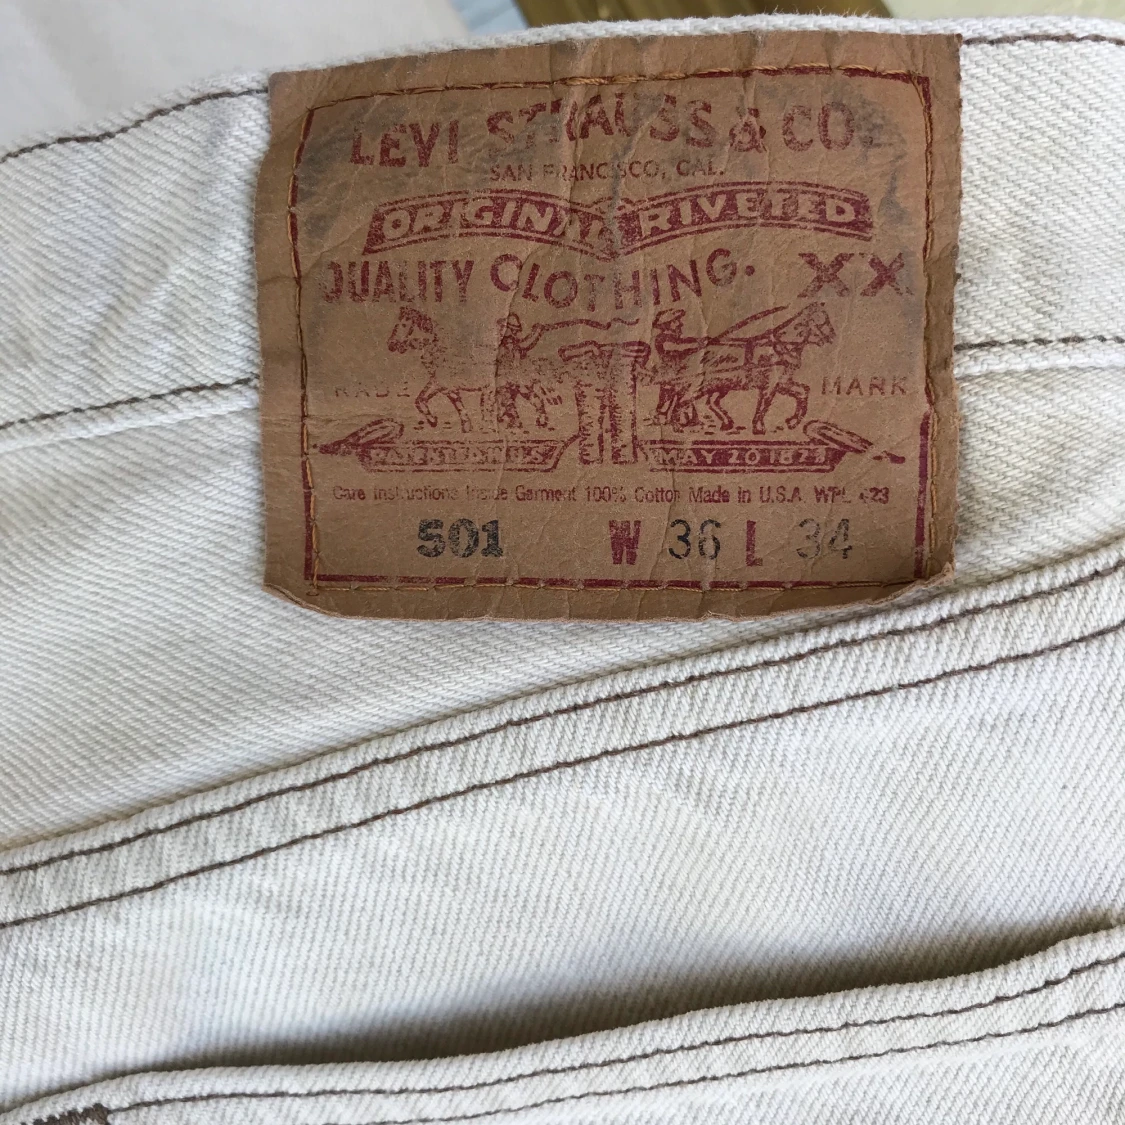 LEVI STRAUSS & CO.
SAN FRANCISCO, CAL.
ORIGINAL RIVETED
QUALITY CLOTHING. XX
TRADE MARK
MAY 20 1873
Care Instructions Inside Garment 100% Cotton Made in U.S.A. WPL 423
501 W 36 L 34